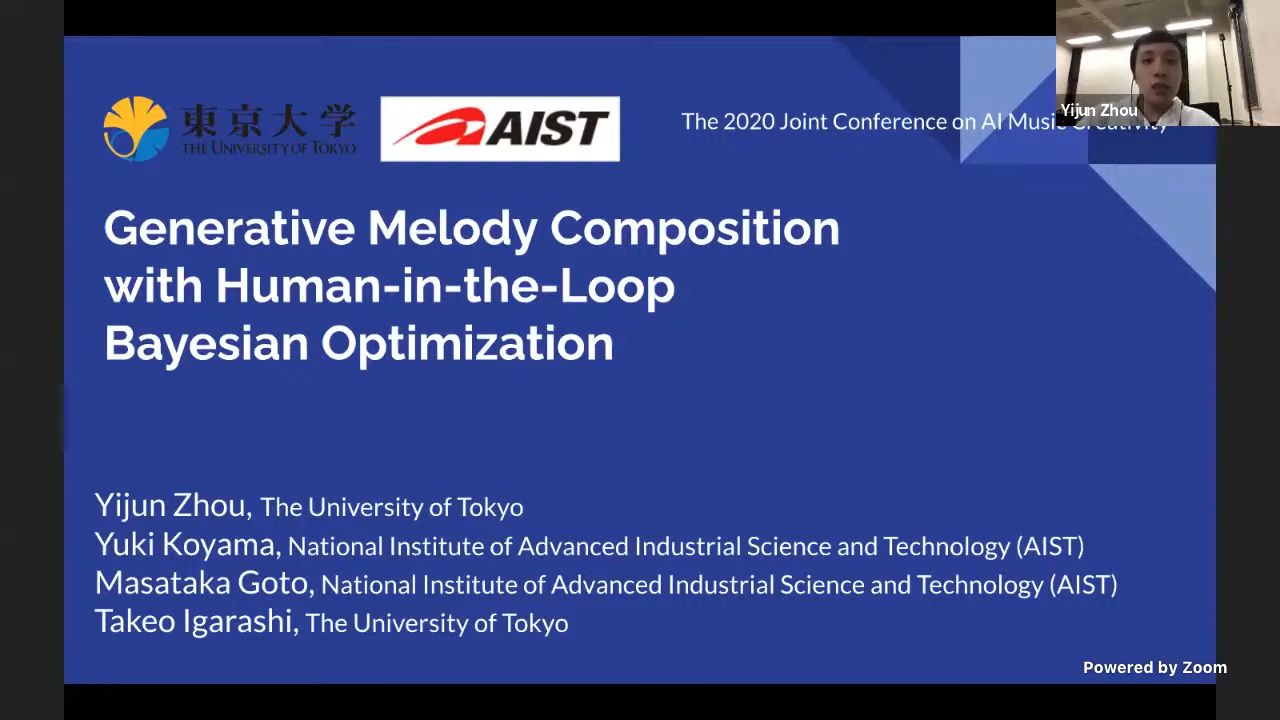 東京大学
THE UNIVERSITY OF TOKYO
AIST
The 2020 Joint Conference on AI Music Creativity
Yijun Zhou
Generative Melody Composition
with Human-in-the-Loop
Bayesian Optimization
Yijun Zhou, The University of Tokyo
Yuki Koyama, National Institute of Advanced Industrial Science and Technology (AIST)
Masataka Goto, National Institute of Advanced Industrial Science and Technology (AIST)
Takeo Igarashi, The University of Tokyo
Powered by Zoom